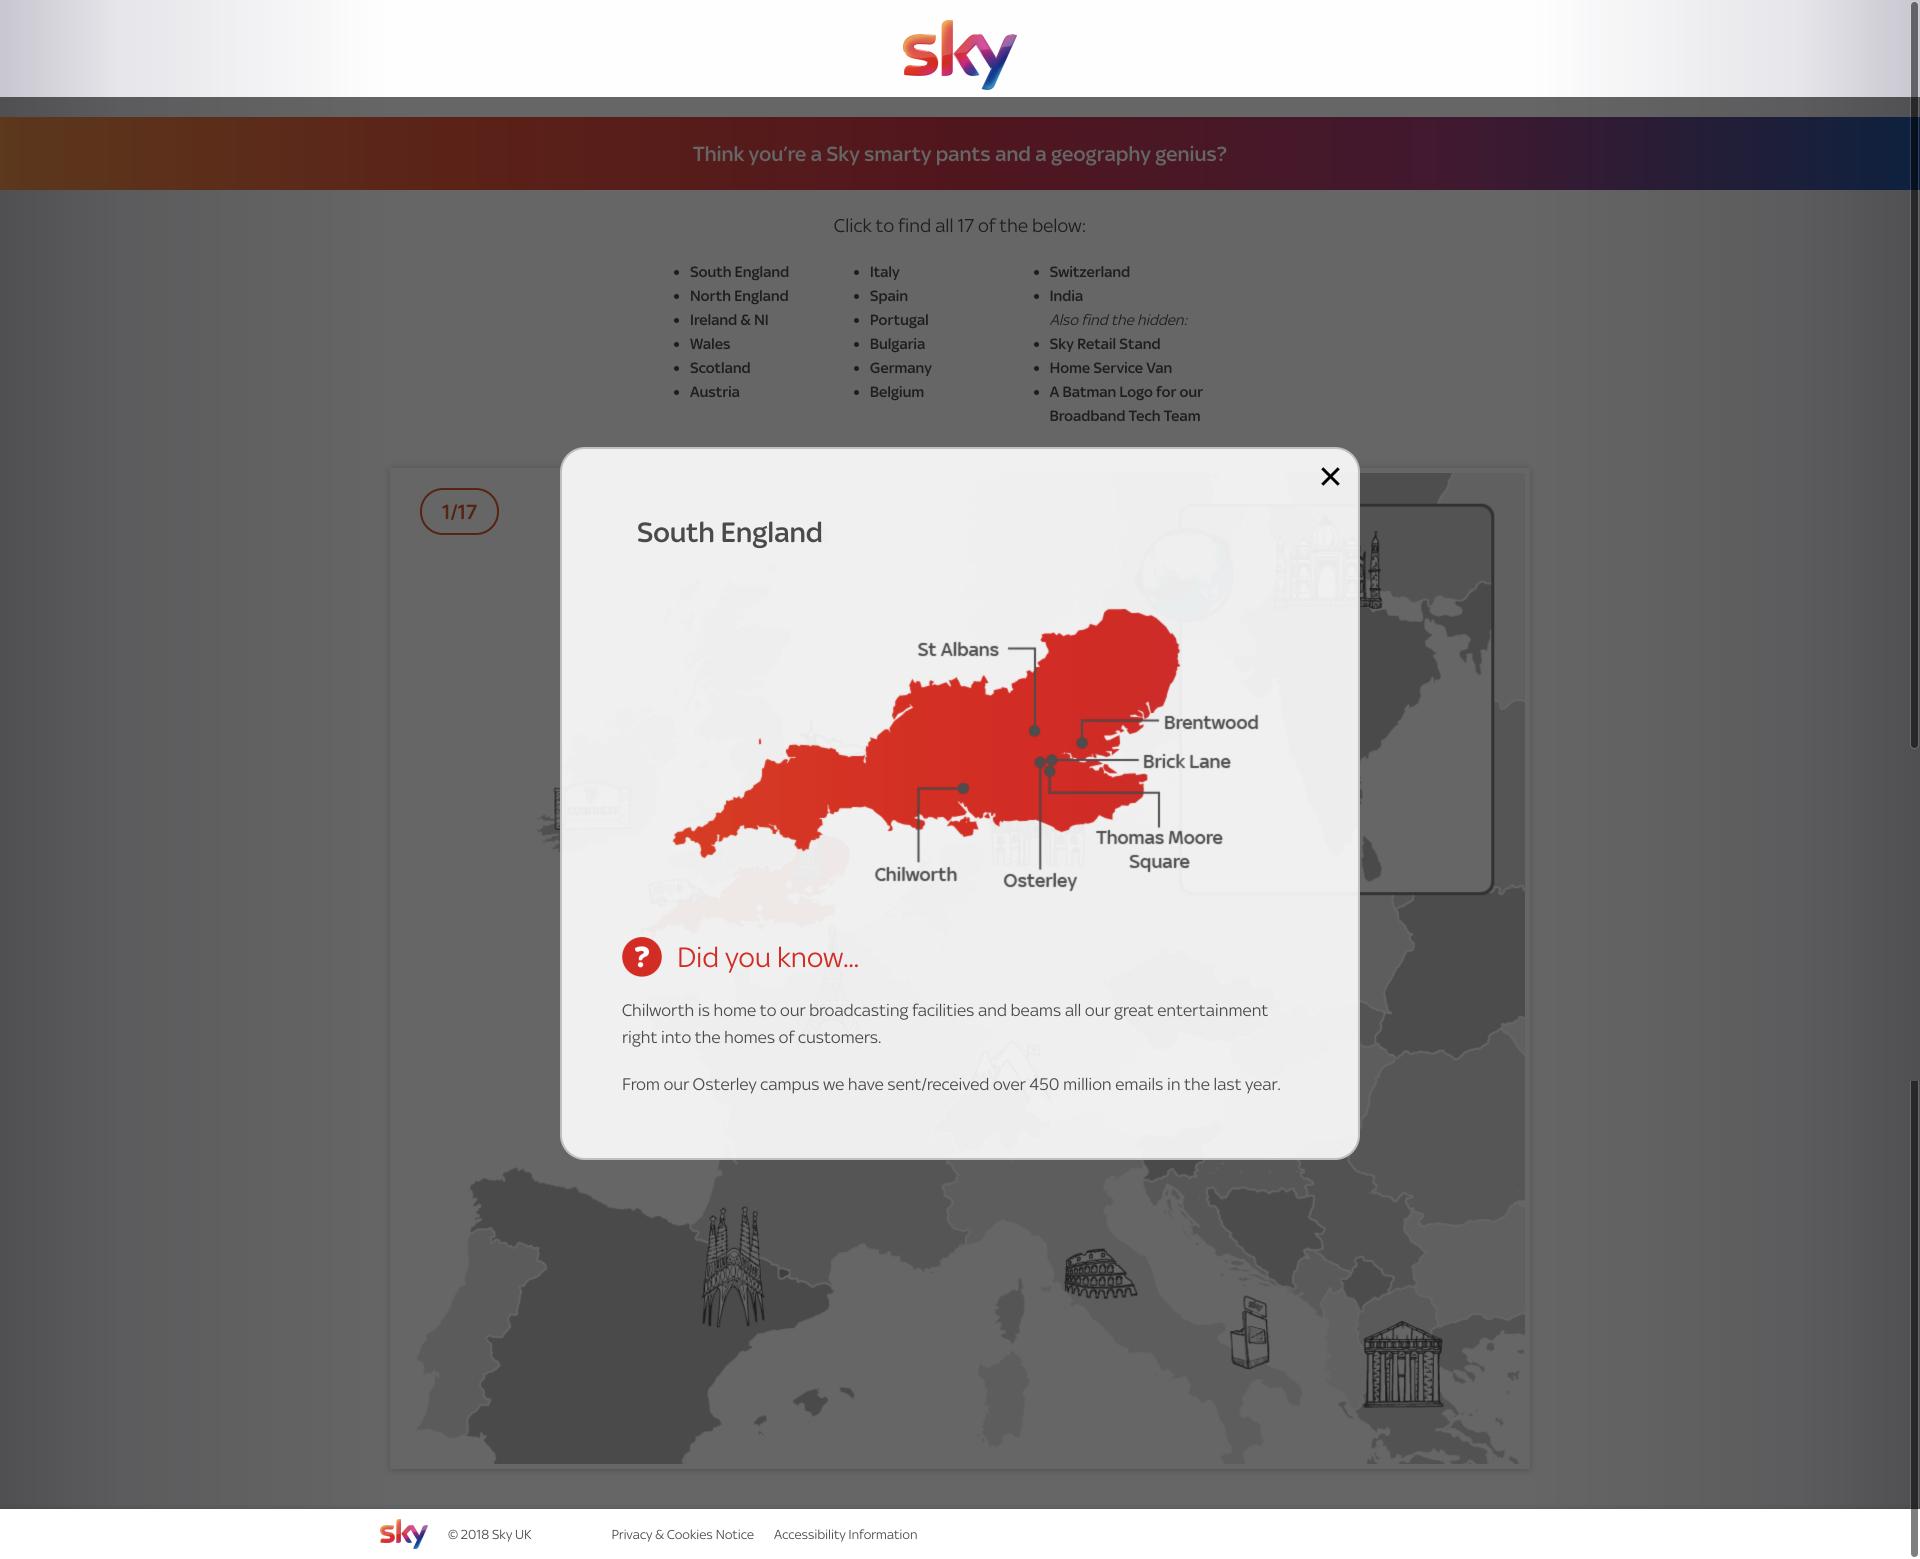 sky
Think you're a Sky smarty pants and a geography genius?
Click to find all 17 of the below:
• South England
• North England
• Ireland & NI
• Wales
• Scotland
• Austria
• Italy
• Spain
• Portugal
• Bulgaria
• Germany
• Belgium
• Switzerland
• India
Also find the hidden:
• Sky Retail Stand
• Home Service Van
• A Batman Logo for our
Broadband Tech Team
1/17
South England
St Albans
Brentwood
Brick Lane
Thomas Moore
Square
Chilworth
Osterley
? Did you know...
Chilworth is home to our broadcasting facilities and beams all our great entertainment
right into the homes of customers.
From our Osterley campus we have sent/received over 450 million emails in the last year.
sky
sky © 2018 Sky UK Privacy & Cookies Notice Accessibility Information